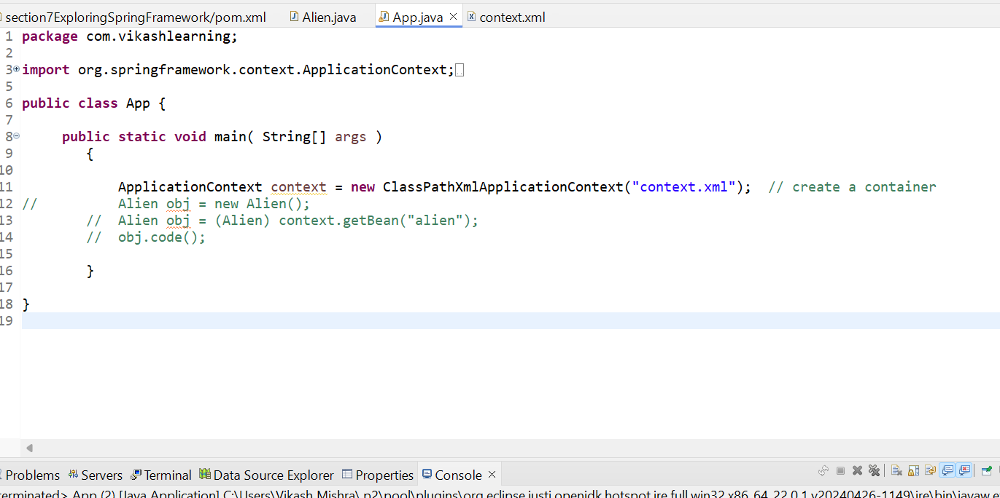 section7ExploringSpringFramework/pom.xml Alien.java App.java context.xml
1 package com.vikashlearning;
2
3 import org.springframework.context.ApplicationContext;
5
6 public class App {
7
8 public static void main( String[] args )
9 {
10
11 ApplicationContext context = new ClassPathXmlApplicationContext("context.xml"); // create a container
12 // Alien obj = new Alien();
13 // Alien obj = (Alien) context.getBean("alien");
14 // obj.code();
15
16 }
17
18 }
19
Problems Servers Terminal Data Source Explorer Properties Console
terminated> App (2) [Java Application] C:\Users\Vikash Mishra\.p2\pool\plugins\org.eclipse.justj.openjdk.hotspot.jre.full.win32.x86_64_22.0.1.v20240426-1149\jre\bin\javaw.e